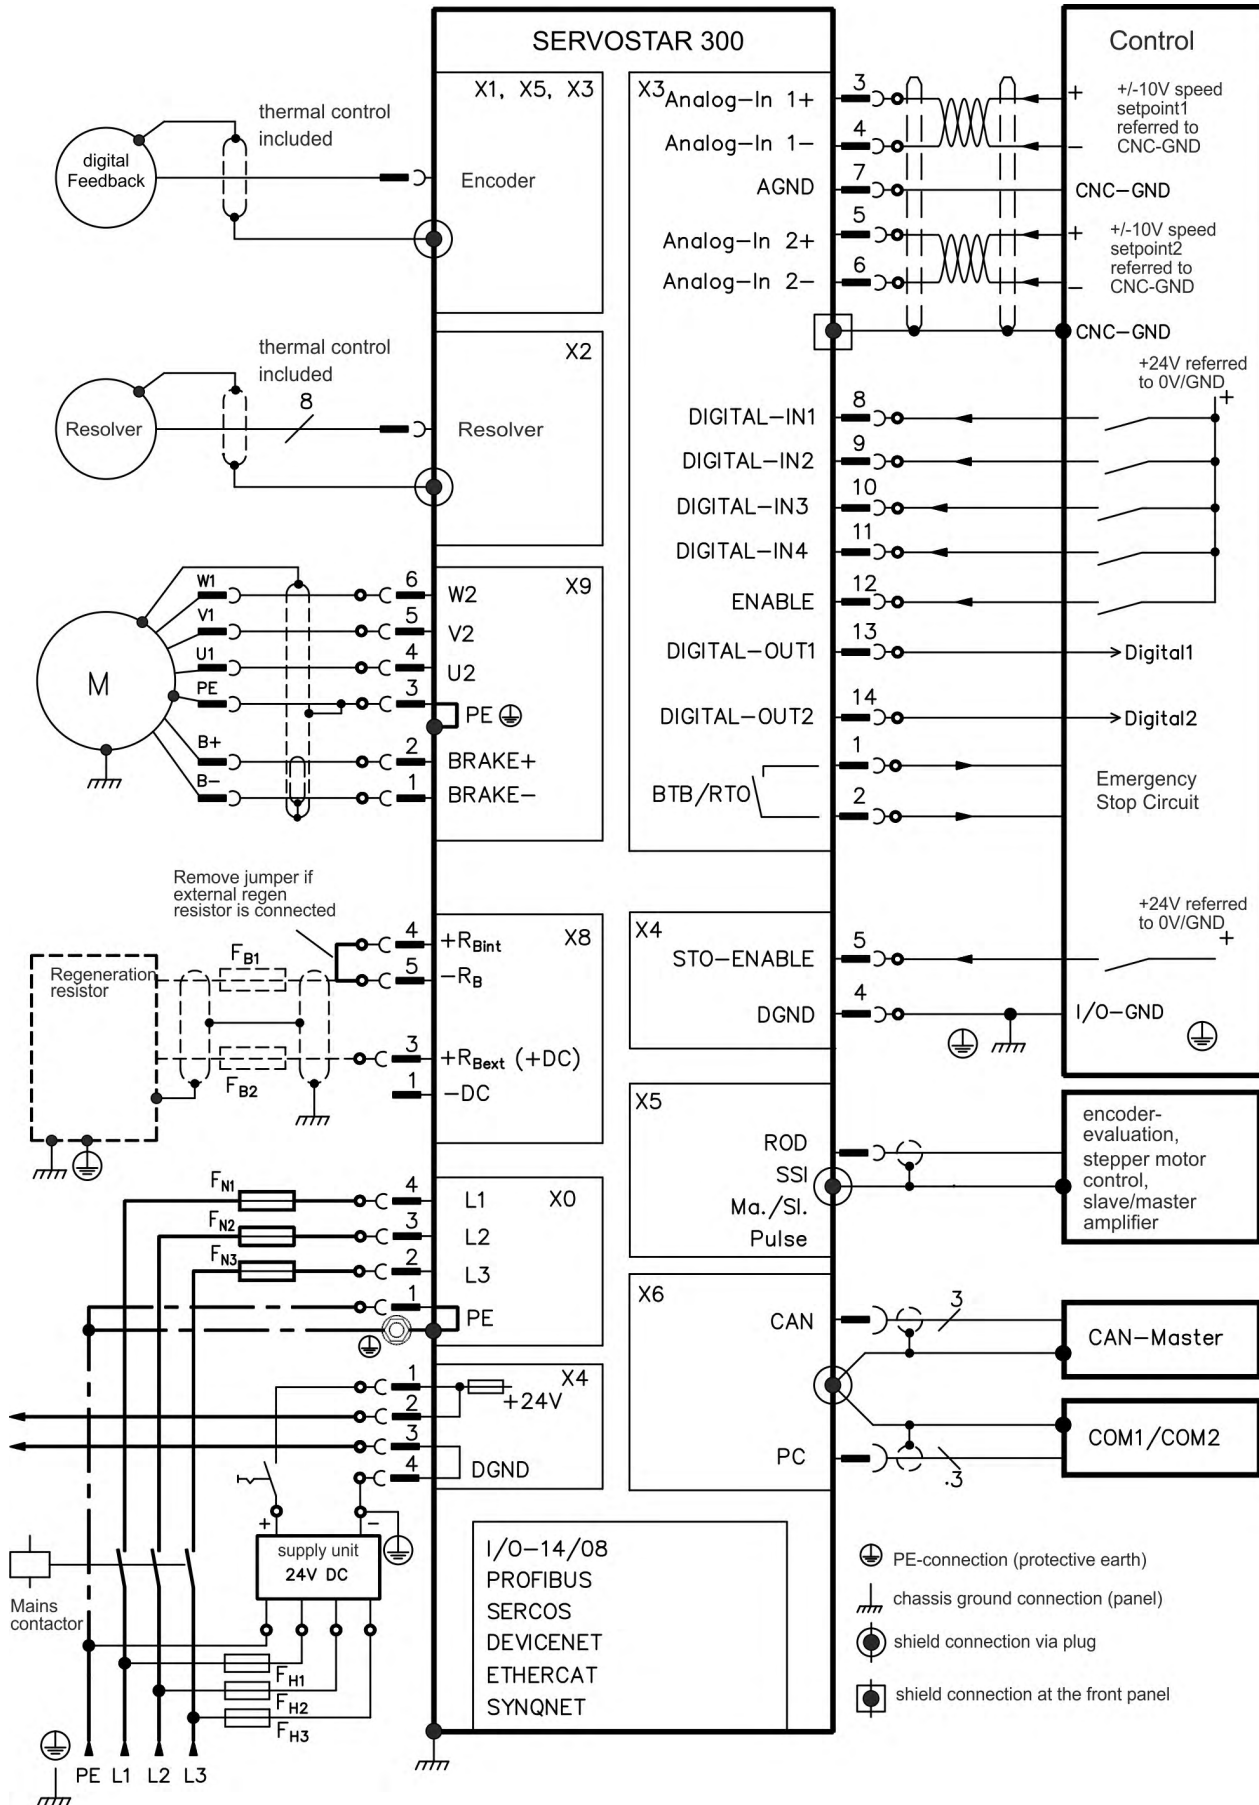 SERVOSTAR 300
Control
X1, X5, X3
thermal control
included
digital
Feedback
Encoder
X2
thermal control
included
8
Resolver
Resolver
X9
W1
6
W2
V1
5
V2
U1
4
U2
PE
3
PE
M
B+
2
BRAKE+
B-
1
BRAKE-
Remove jumper if
external regen
resistor is connected
X8
4
+RBint
FB1
5
-RB
Regeneration
resistor
3
+RBext (+DC)
FB2
1
-DC
X0
FN1
4
L1
FN2
3
L2
FN3
2
L3
1
PE
X4
1
+24V
2
3
4
DGND
+
-
supply unit
24V DC
Mains
contactor
FH1
FH2
FH3
PE L1 L2 L3
X3
Analog-In 1+
3
+
+/-10V speed
setpoint1
referred to
CNC-GND
Analog-In 1-
4
-
AGND
7
CNC-GND
Analog-In 2+
5
+
+/-10V speed
setpoint2
referred to
CNC-GND
Analog-In 2-
6
-
CNC-GND
+24V referred
to 0V/GND
+
DIGITAL-IN1
8
DIGITAL-IN2
9
DIGITAL-IN3
10
DIGITAL-IN4
11
ENABLE
12
DIGITAL-OUT1
13
Digital1
DIGITAL-OUT2
14
Digital2
BTB/RTO
1
2
Emergency
Stop Circuit
X4
+24V referred
to 0V/GND
+
STO-ENABLE
5
DGND
4
I/O-GND
X5
ROD
SSI
Ma./Sl.
Pulse
encoder-
evaluation,
stepper motor
control,
slave/master
amplifier
X6
CAN
3
CAN-Master
PC
.3
COM1/COM2
I/O-14/08
PROFIBUS
SERCOS
DEVICENET
ETHERCAT
SYNQNET
PE-connection (protective earth)
chassis ground connection (panel)
shield connection via plug
shield connection at the front panel